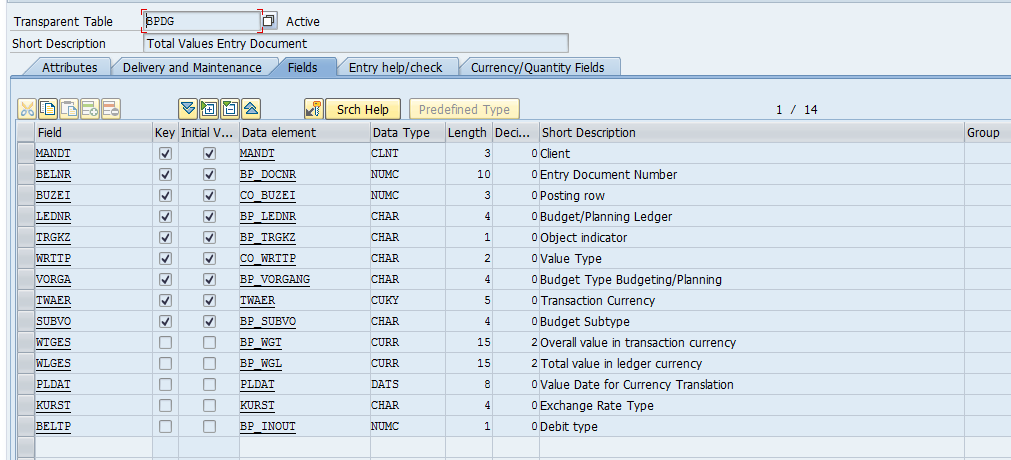 Transparent Table BPDG Active
Short Description Total Values Entry Document
Attributes Delivery and Maintenance Fields Entry help/check Currency/Quantity Fields
Srch Help Predefined Type 1 / 14
Field Key Initial V... Data element Data Type Length Deci... Short Description Group
MANDT MANDT CLNT 3 0 Client
BELNR BP_DOCNR NUMC 10 0 Entry Document Number
BUZEI CO_BUZEI NUMC 3 0 Posting row
LEDNR BP_LEDNR CHAR 4 0 Budget/Planning Ledger
TRGKZ BP_TRGKZ CHAR 1 0 Object indicator
WRTTP CO_WRTTP CHAR 2 0 Value Type
VORGA BP_VORGANG CHAR 4 0 Budget Type Budgeting/Planning
TWAER TWAER CUKY 5 0 Transaction Currency
SUBVO BP_SUBVO CHAR 4 0 Budget Subtype
WTGES BP_WGT CURR 15 2 Overall value in transaction currency
WLGES BP_WGL CURR 15 2 Total value in ledger currency
PLDAT PLDAT DATS 8 0 Value Date for Currency Translation
KURST KURST CHAR 4 0 Exchange Rate Type
BELTP BP_INOUT NUMC 1 0 Debit type